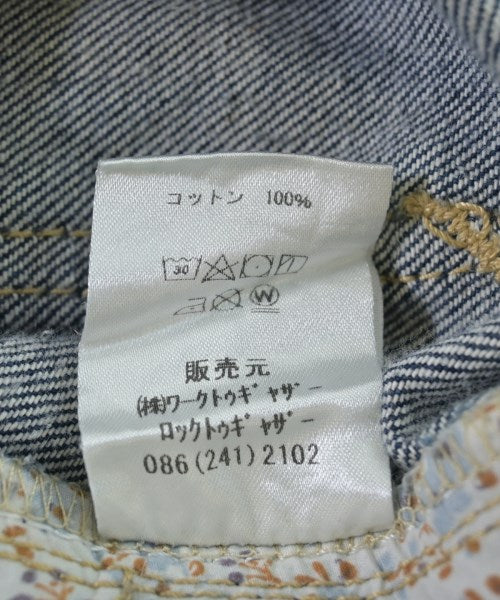 コットン 100%
30
W
販売元
㈱ﾜｰｸﾄｩｷﾞｬｻﾞｰ
ﾛｯｸﾄｩｷﾞｬｻﾞｰ
086(241)2102